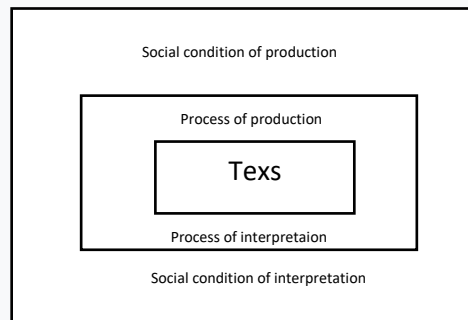 Social condition of production
Process of production
Texs
Process of interpretaion
Social condition of interpretation